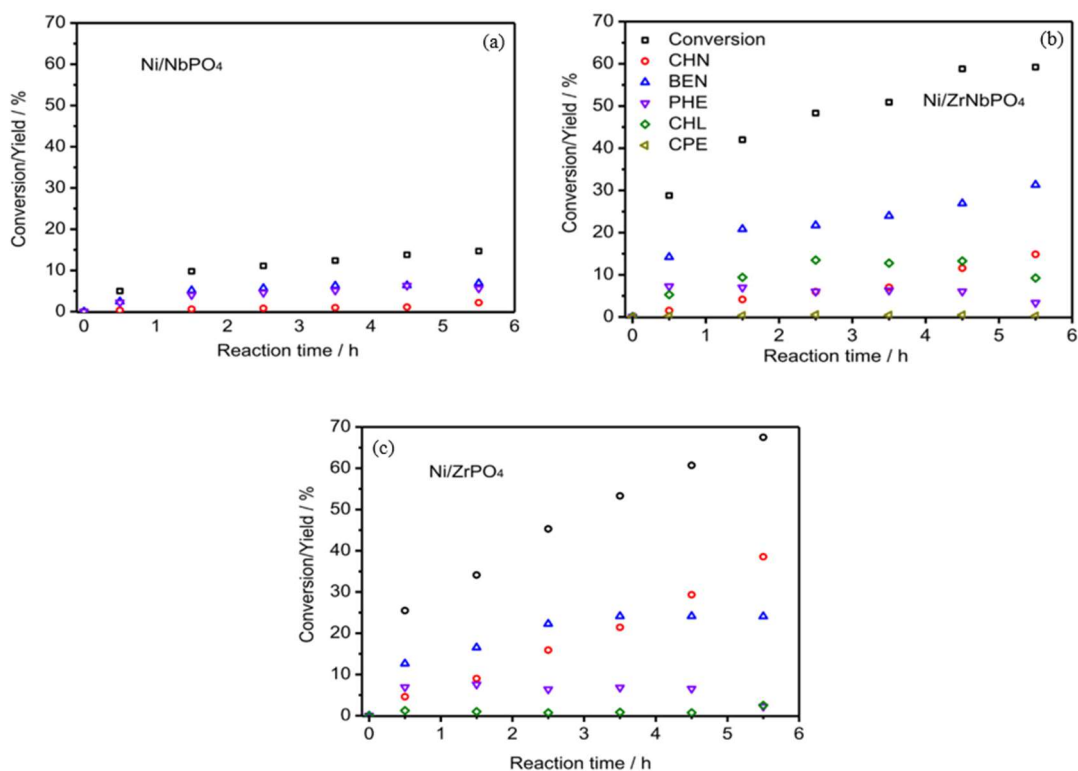 (a)
Ni/NbPO4
Conversion/Yield / %
70
60
50
40
30
20
10
0
0 1 2 3 4 5 6
Reaction time / h
(b)
Conversion
CHN
BEN
PHE
CHL
CPE
Ni/ZrNbPO4
Conversion/Yield / %
70
60
50
40
30
20
10
0
0 1 2 3 4 5 6
Reaction time / h
(c)
Ni/ZrPO4
Conversion/Yield / %
70
60
50
40
30
20
10
0
0 1 2 3 4 5 6
Reaction time / h